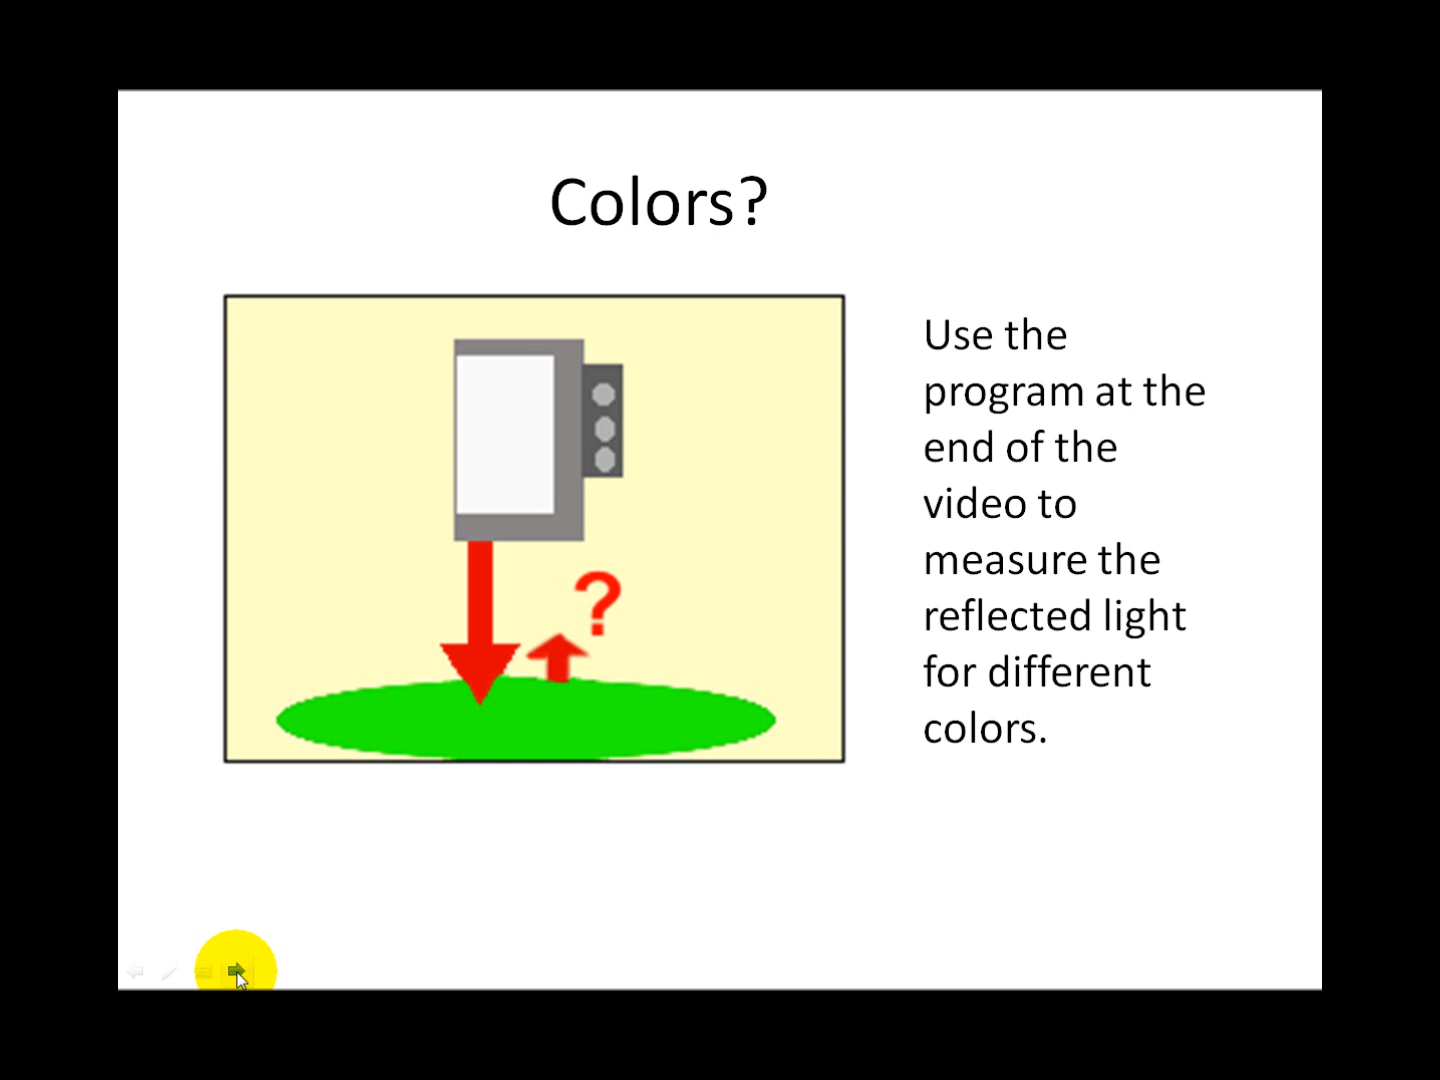 Colors?
Use the
program at the
end of the
video to
measure the
reflected light
for different
colors.
?